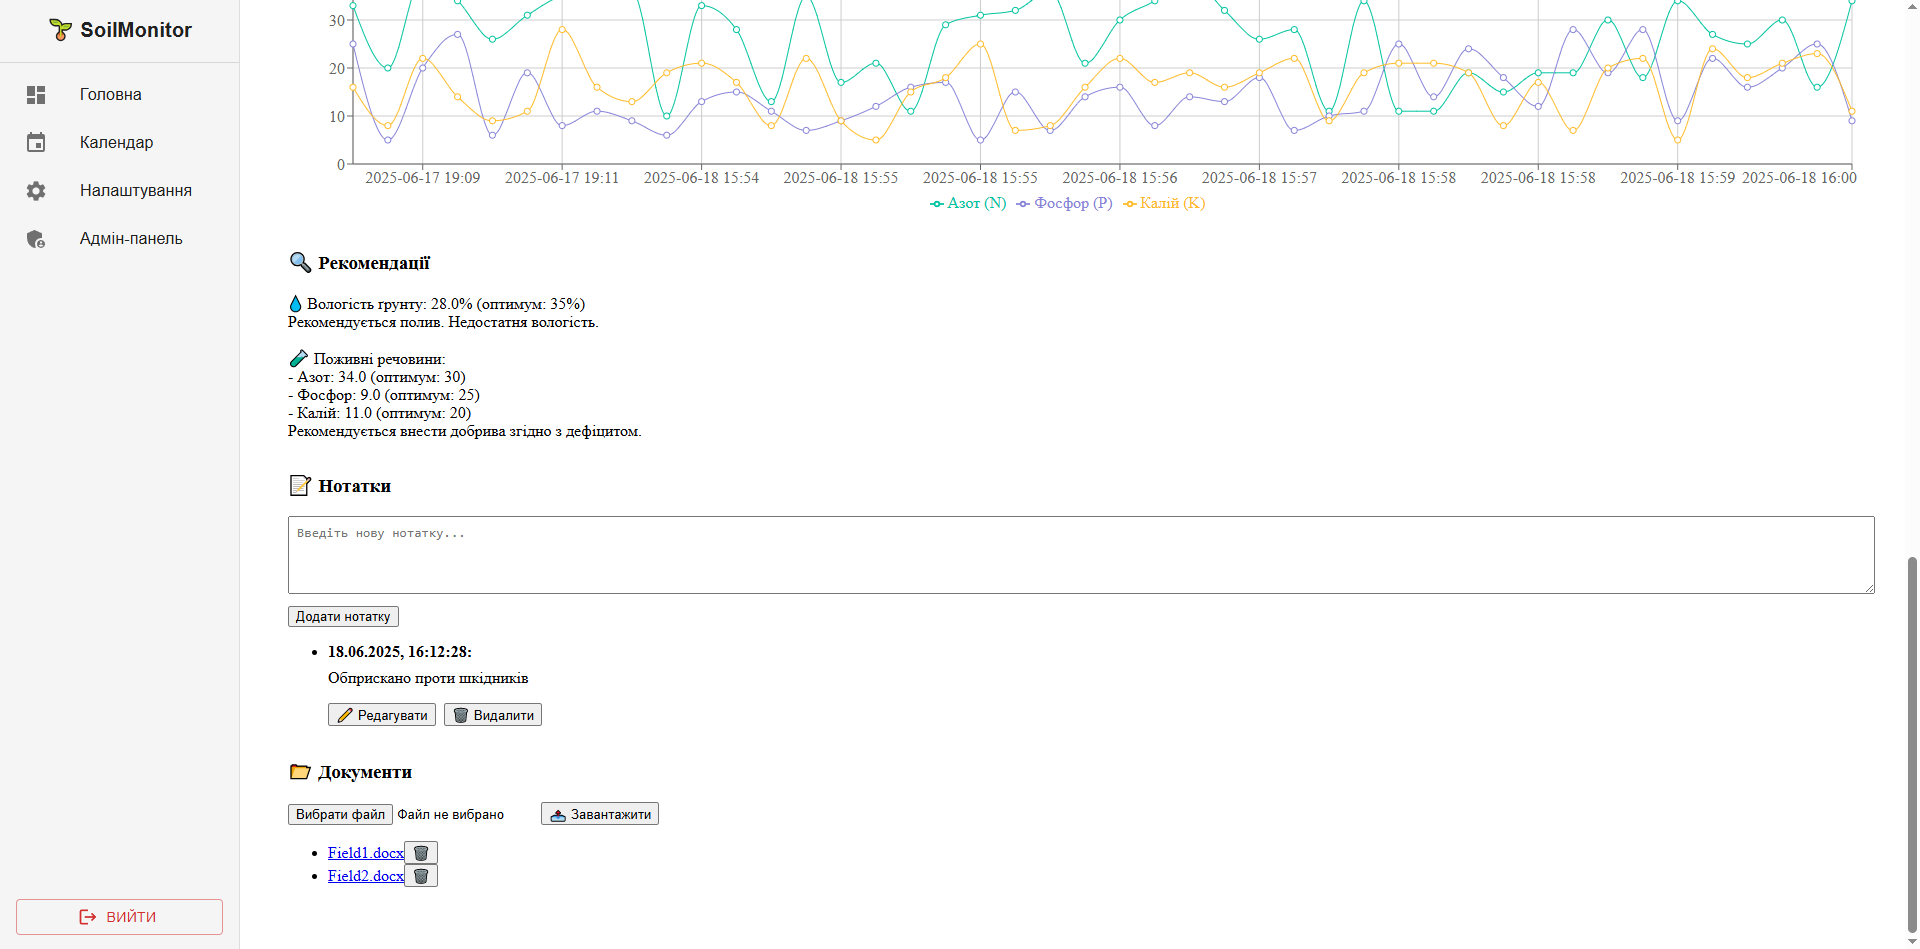 SoilMonitor
Головна
Календар
Налаштування
Адмін-панель
ВИЙТИ
30
20
10
0
2025-06-17 19:09 2025-06-17 19:11 2025-06-18 15:54 2025-06-18 15:55 2025-06-18 15:55 2025-06-18 15:56 2025-06-18 15:57 2025-06-18 15:58 2025-06-18 15:58 2025-06-18 15:59 2025-06-18 16:00
Азот (N) Фосфор (P) Калій (K)
Рекомендації
Вологість ґрунту: 28.0% (оптимум: 35%)
Рекомендується полив. Недостатня вологість.
Поживні речовини:
- Азот: 34.0 (оптимум: 30)
- Фосфор: 9.0 (оптимум: 25)
- Калій: 11.0 (оптимум: 20)
Рекомендується внести добрива згідно з дефіцитом.
Нотатки
Введіть нову нотатку...
Додати нотатку
18.06.2025, 16:12:28:
Обприскано проти шкідників
Редагувати Видалити
Документи
Вибрати файл Файл не вибрано Завантажити
Field1.docx
Field2.docx